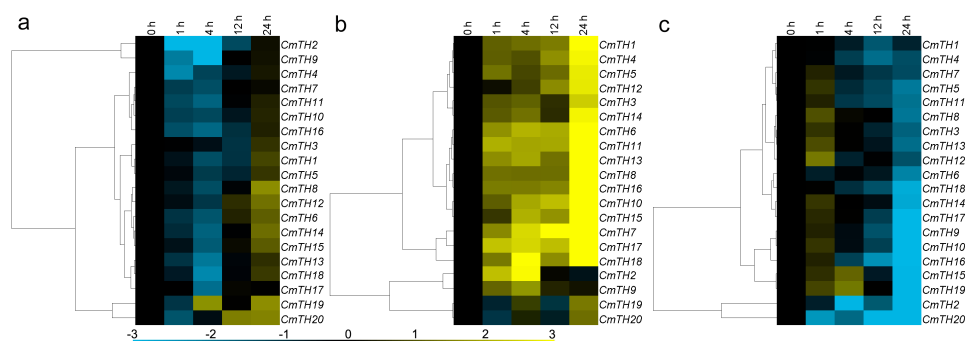 a
0 h 1 h 4 h 12 h 24 h
CmTH2
CmTH9
CmTH4
CmTH7
CmTH11
CmTH10
CmTH16
CmTH3
CmTH1
CmTH5
CmTH8
CmTH12
CmTH6
CmTH14
CmTH15
CmTH13
CmTH18
CmTH17
CmTH19
CmTH20
b
0 h 1 h 4 h 12 h 24 h
CmTH1
CmTH4
CmTH5
CmTH12
CmTH3
CmTH14
CmTH6
CmTH11
CmTH13
CmTH8
CmTH16
CmTH10
CmTH15
CmTH7
CmTH17
CmTH18
CmTH2
CmTH9
CmTH19
CmTH20
c
0 h 1 h 4 h 12 h 24 h
CmTH1
CmTH4
CmTH7
CmTH5
CmTH11
CmTH8
CmTH3
CmTH13
CmTH12
CmTH6
CmTH18
CmTH14
CmTH17
CmTH9
CmTH10
CmTH16
CmTH15
CmTH19
CmTH2
CmTH20
-3 -2 -1 0 2 3